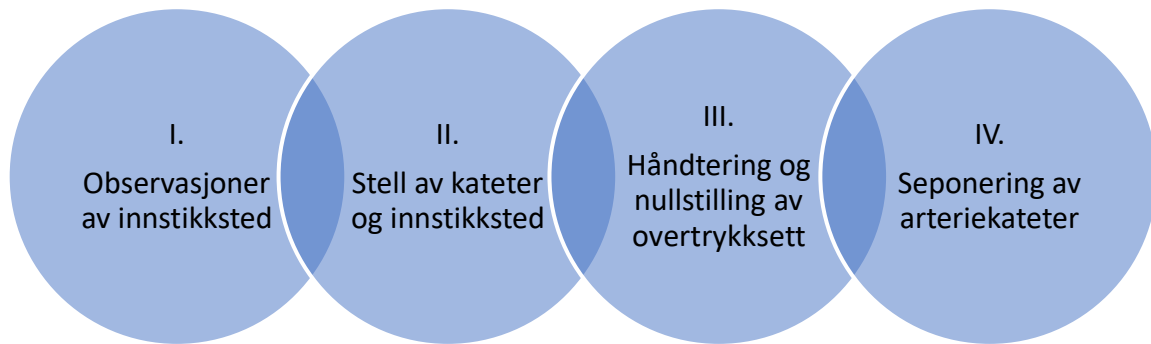 I.
Observasjoner
av innstikksted
II.
Stell av kateter
og innstikksted
III.
Håndtering og
nullstilling av
overtrykksett
IV.
Seponering av
arteriekateter